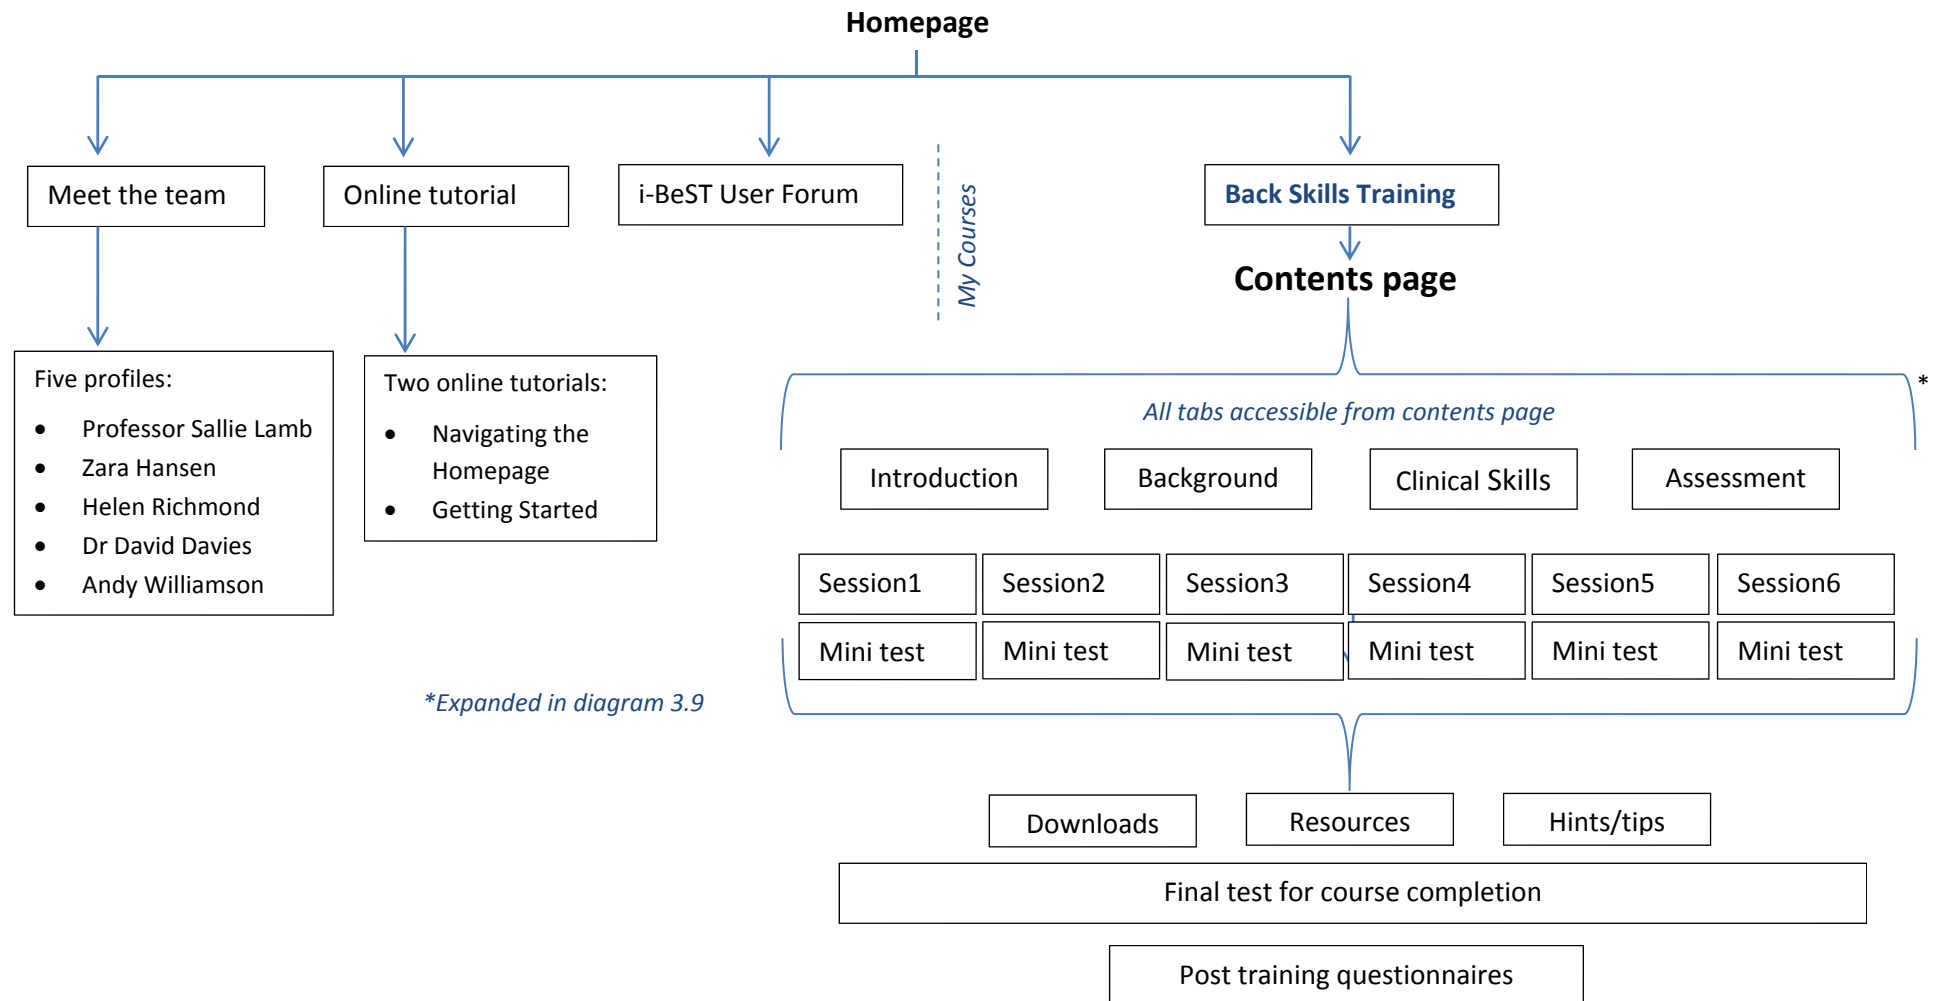 Homepage
Meet the team
Online tutorial
i-BeST User Forum
My Courses
Back Skills Training
Contents page
Five profiles:
• Professor Sallie Lamb
• Zara Hansen
• Helen Richmond
• Dr David Davies
• Andy Williamson
Two online tutorials:
• Navigating the
Homepage
• Getting Started
*
All tabs accessible from contents page
Introduction
Background
Clinical Skills
Assessment
Session1
Session2
Session3
Session4
Session5
Session6
Mini test
Mini test
Mini test
Mini test
Mini test
Mini test
*Expanded in diagram 3.9
Downloads
Resources
Hints/tips
Final test for course completion
Post training questionnaires